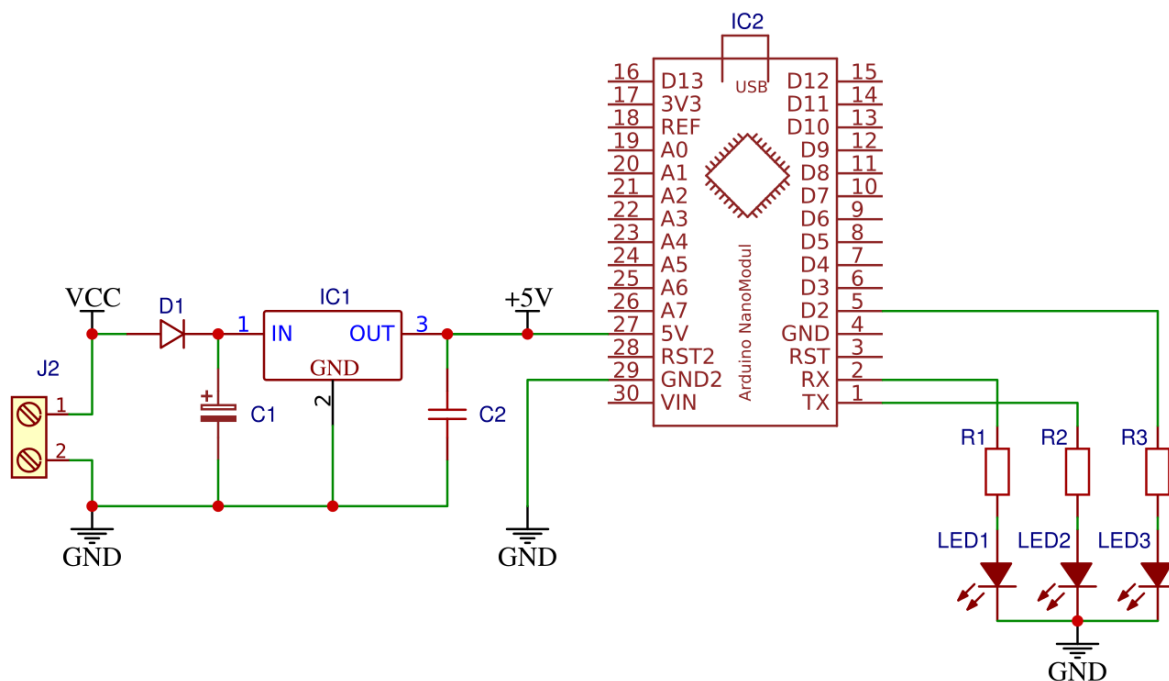 IC2
USB
16 D13 D12 15
17 3V3 D11 14
18 REF D10 13
19 A0 D9 12
20 A1 D8 11
21 A2 D7 10
22 A3 D6 9
23 A4 D5 8
24 A5 D4 7
25 A6 D3 6
26 A7 D2 5
27 5V GND 4
28 RST2 RST 3
29 GND2 RX 2
30 VIN TX 1
Arduino NanoModul
VCC
D1
IC1
+5V
1 IN OUT 3
GND
2
J2
1
2
+
C1
C2
GND
GND
R1 R2 R3
LED1 LED2 LED3
GND